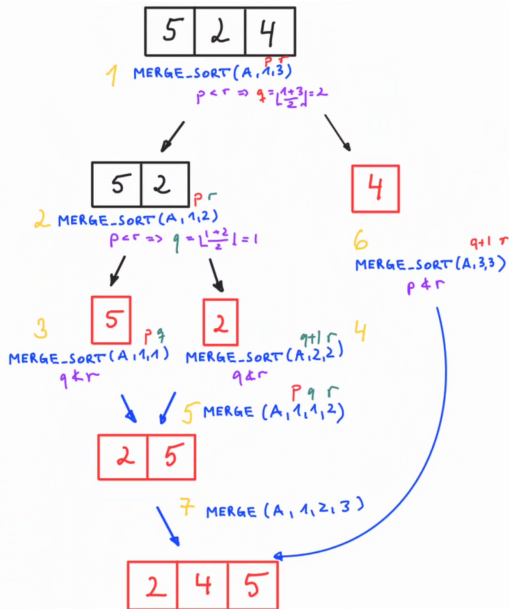 5 2 4
p r
1 MERGE_SORT(A,1,3)
p < r => q = ⌊(1+3)/2⌋ = 2
5 2
4
p r
2 MERGE_SORT(A,1,2)
p < r => q = ⌊(1+2)/2⌋ = 1
6
q+1 r
MERGE_SORT(A,3,3)
p ≮ r
5
2
3
p q
MERGE_SORT(A,1,1)
q ≮ r
q+1 r
4
MERGE_SORT(A,2,2)
q ≮ r
p q r
5 MERGE (A,1,1,2)
2 5
7 MERGE (A,1,2,3)
2 4 5